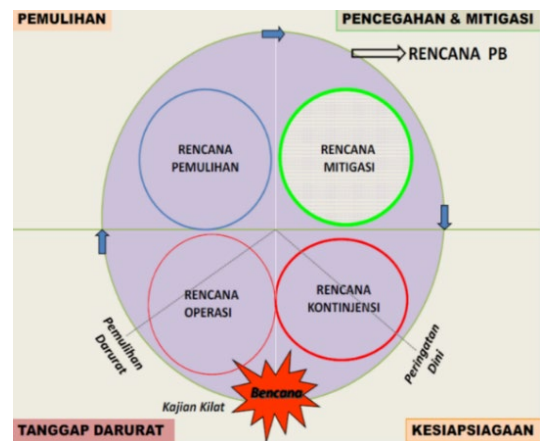 PEMULIHAN
PENCEGAHAN & MITIGASI
RENCANA PB
RENCANA
PEMULIHAN
RENCANA
MITIGASI
RENCANA
OPERASI
RENCANA
KONTINJENSI
Pemulihan
Darurat
Peringatan
Dini
Bencana
Kajian Kilat
TANGGAP DARURAT
KESIAPSIAGAAN